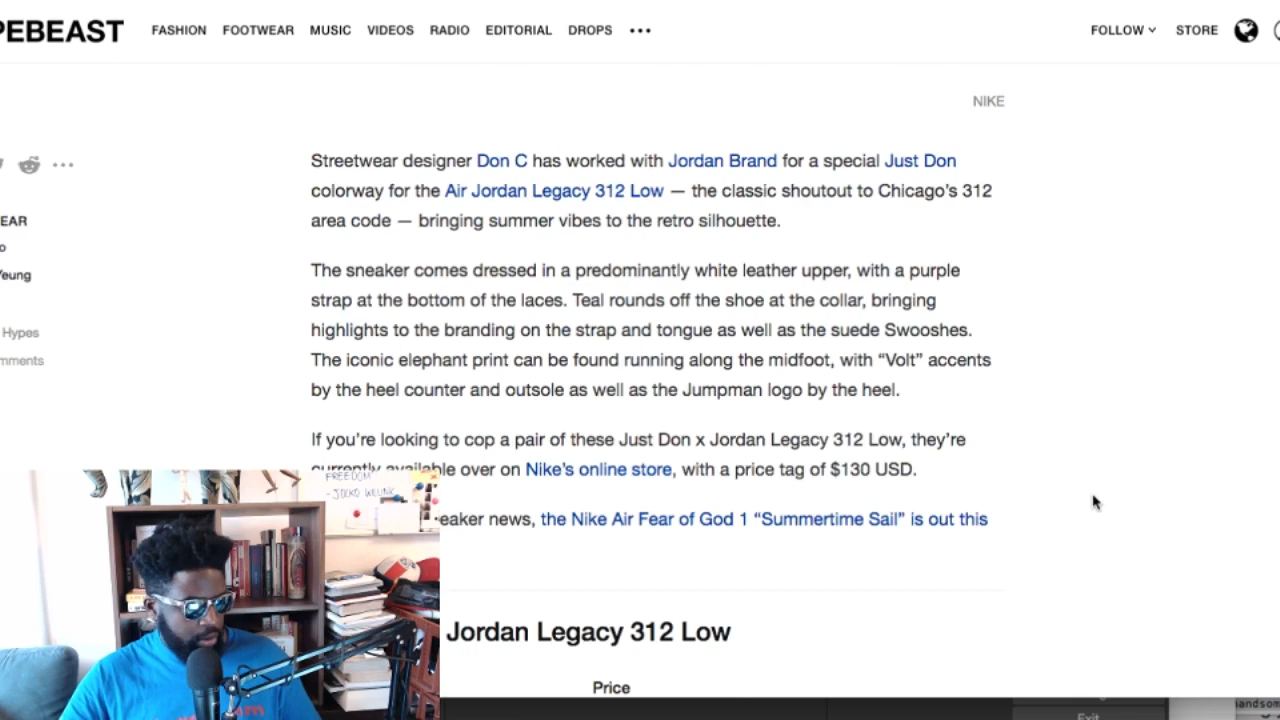 PEBEAST FASHION FOOTWEAR MUSIC VIDEOS RADIO EDITORIAL DROPS ••• FOLLOW STORE
NIKE
Streetwear designer Don C has worked with Jordan Brand for a special Just Don
colorway for the Air Jordan Legacy 312 Low — the classic shoutout to Chicago's 312
area code — bringing summer vibes to the retro silhouette.
EAR
o
Yeung
Hypes
mments
The sneaker comes dressed in a predominantly white leather upper, with a purple
strap at the bottom of the laces. Teal rounds off the shoe at the collar, bringing
highlights to the branding on the strap and tongue as well as the suede Swooshes.
The iconic elephant print can be found running along the midfoot, with “Volt” accents
by the heel counter and outsole as well as the Jumpman logo by the heel.
If you're looking to cop a pair of these Just Don x Jordan Legacy 312 Low, they're
currently available over on Nike's online store, with a price tag of $130 USD.
eaker news, the Nike Air Fear of God 1 “Summertime Sail” is out this
Jordan Legacy 312 Low
Price
FREEDOM
Exit